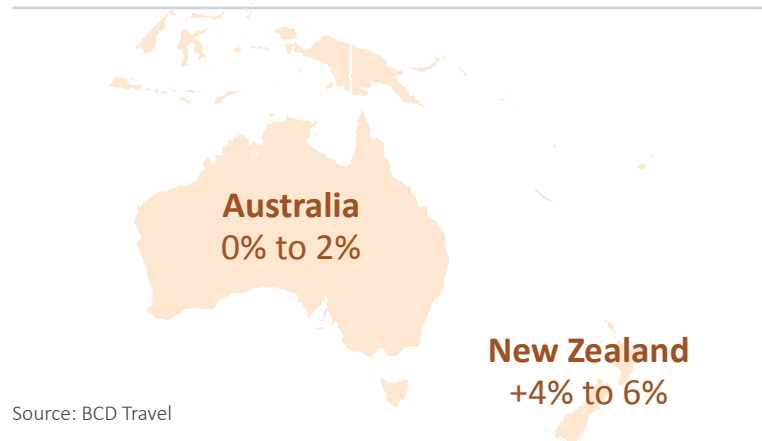 Australia
0% to 2%
New Zealand
+4% to 6%
Source: BCD Travel